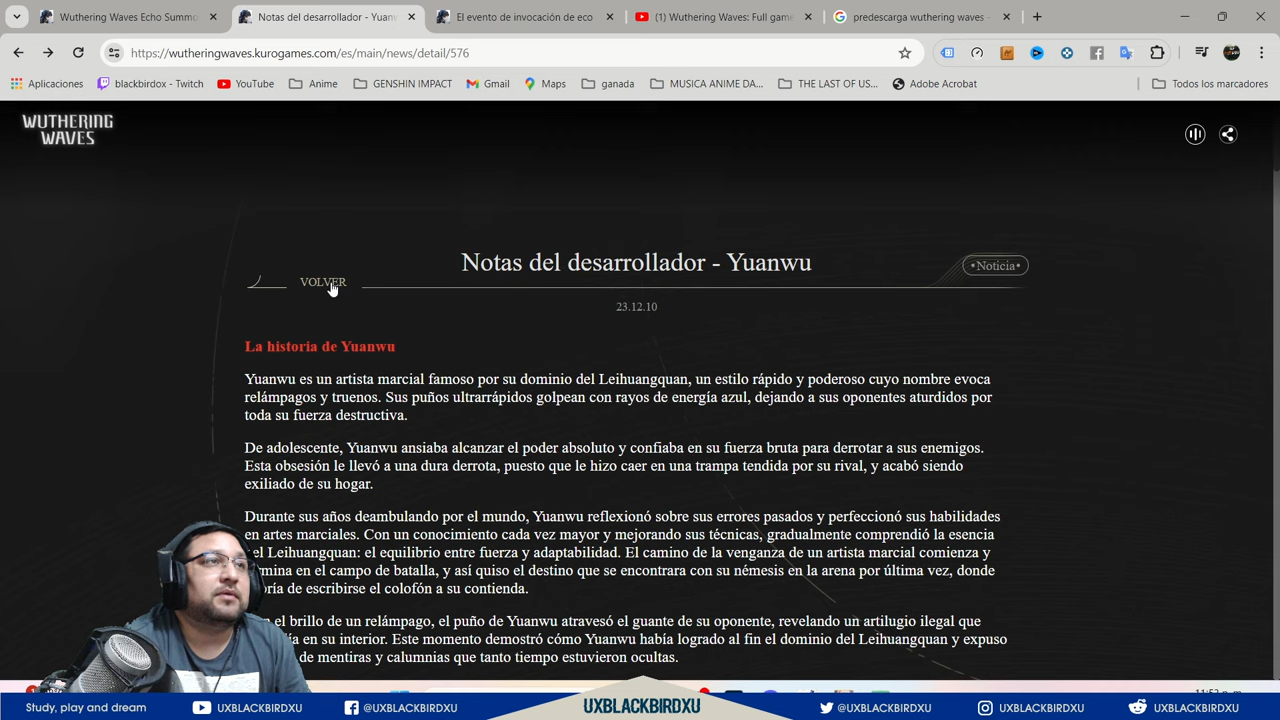 Wuthering Waves Echo Summo
Notas del desarrollador - Yuanw
El evento de invocación de eco
(1) Wuthering Waves: Full gam
predescarga wuthering waves -
https://wutheringwaves.kurogames.com/es/main/news/detail/576
Aplicaciones
blackbirdox - Twitch
YouTube
Anime
GENSHIN IMPACT
Gmail
Maps
ganada
MUSICA ANIME DA...
THE LAST OF US...
Adobe Acrobat
Todos los marcadores
WUTHERING
WAVES
Notas del desarrollador - Yuanwu
•Noticia•
VOLVER
23.12.10
La historia de Yuanwu
Yuanwu es un artista marcial famoso por su dominio del Leihuangquan, un estilo rápido y poderoso cuyo nombre evoca
relámpagos y truenos. Sus puños ultrarrápidos golpean con rayos de energía azul, dejando a sus oponentes aturdidos por
toda su fuerza destructiva.
De adolescente, Yuanwu ansiaba alcanzar el poder absoluto y confiaba en su fuerza bruta para derrotar a sus enemigos.
Esta obsesión le llevó a una dura derrota, puesto que le hizo caer en una trampa tendida por su rival, y acabó siendo
exiliado de su hogar.
Durante sus años deambulando por el mundo, Yuanwu reflexionó sobre sus errores pasados y perfeccionó sus habilidades
en artes marciales. Con un conocimiento cada vez mayor y mejorando sus técnicas, gradualmente comprendió la esencia
el Leihuangquan: el equilibrio entre fuerza y adaptabilidad. El camino de la venganza de un artista marcial comienza y
mina en el campo de batalla, y así quiso el destino que se encontrara con su némesis en la arena por última vez, donde
oría de escribirse el colofón a su contienda.
el brillo de un relámpago, el puño de Yuanwu atravesó el guante de su oponente, revelando un artilugio ilegal que
ía en su interior. Este momento demostró cómo Yuanwu había logrado al fin el dominio del Leihuangquan y expuso
de mentiras y calumnias que tanto tiempo estuvieron ocultas.
Study, play and dream
UXBLACKBIRDXU
@UXBLACKBIRDXU
UXBLACKBIRDXU
@UXBLACKBIRDXU
UXBLACKBIRDXU
UXBLACKBIRDXU